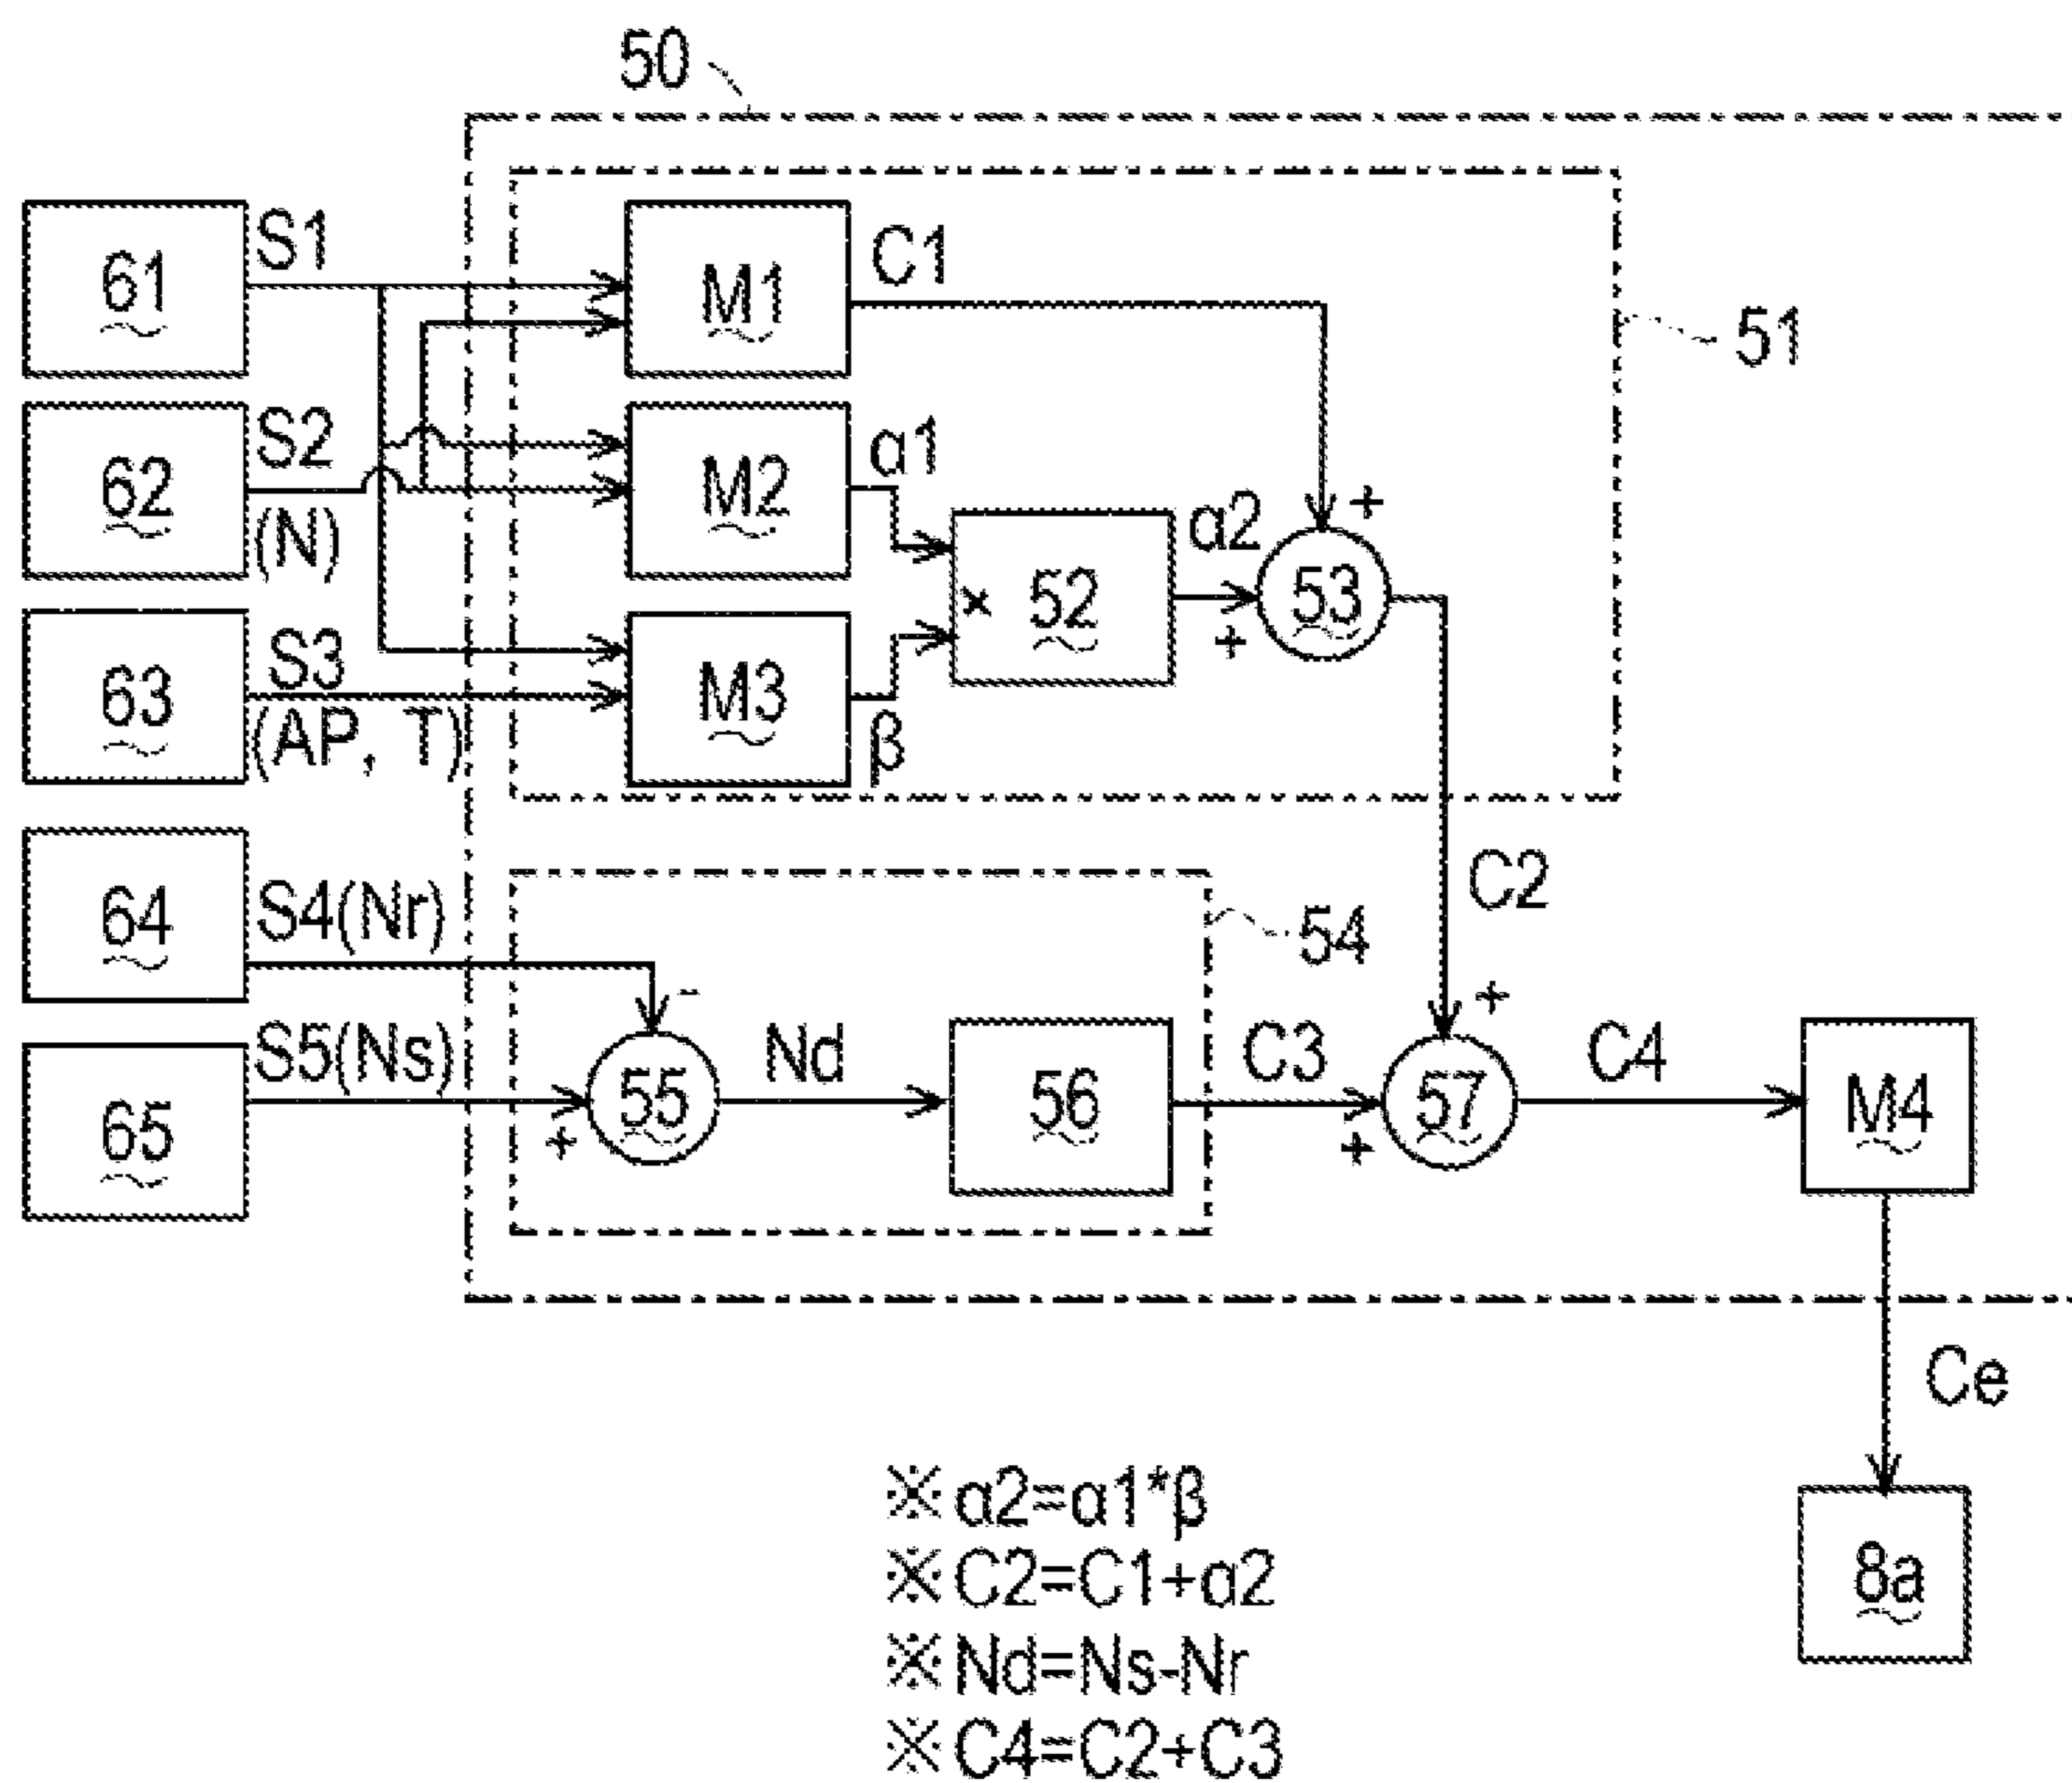 50
61
S1
M1
C1
51
62
S2
(N)
M2
α1
52
×
α2
+
+
53
63
S3
(AP, T)
M3
β
C2
64
S4(Nr)
54
-
+
65
S5(Ns)
+
55
Nd
56
C3
+
57
C4
M4
Ce
8a
※α2=α1*β
※C2=C1+α2
※Nd=Ns-Nr
※C4=C2+C3